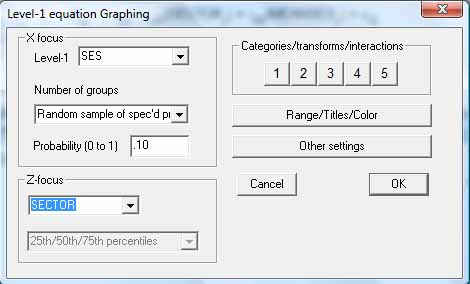 Level-1 equation Graphing
X focus
Level-1 SES
Number of groups
Random sample of spec'd pr
Probability (0 to 1) .10
Z-focus
SECTOR
25th/50th/75th percentiles
Categories/transforms/interactions
1 2 3 4 5
Range/Titles/Color
Other settings
Cancel OK